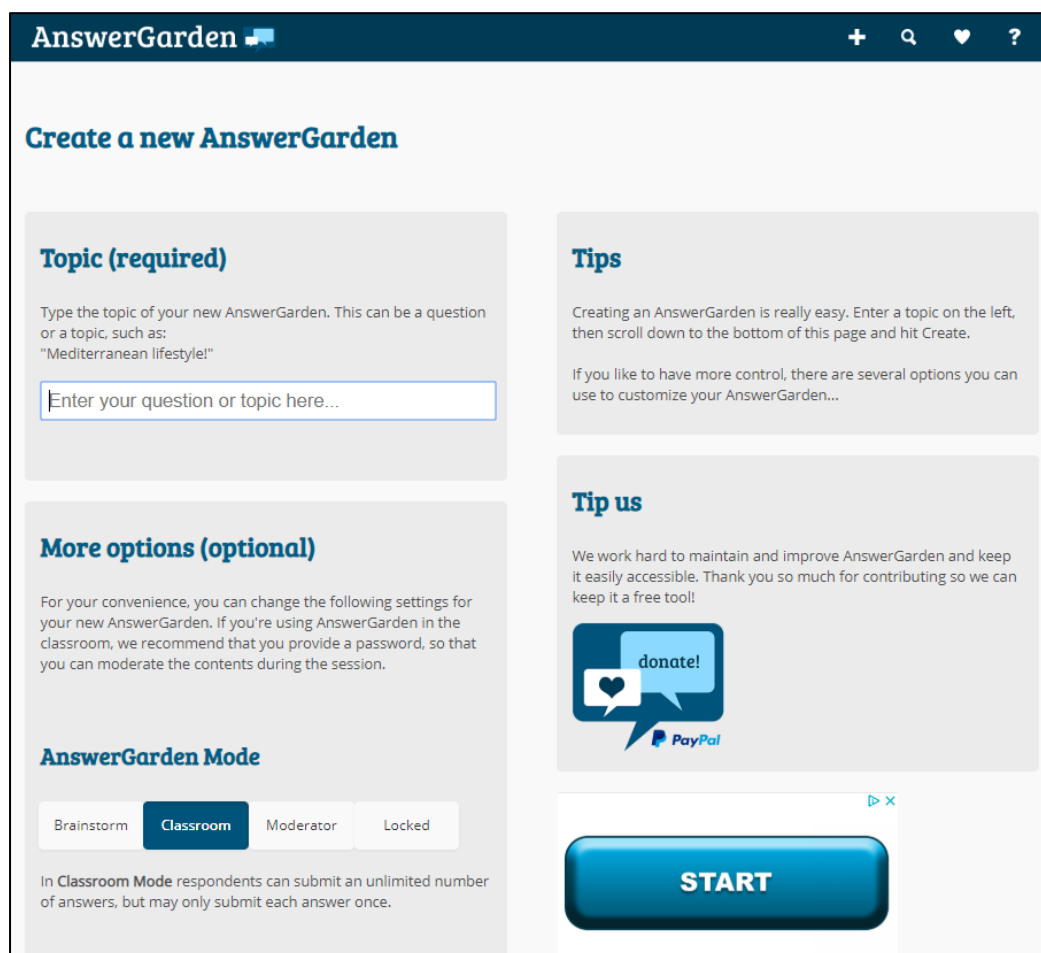 AnswerGarden
?
Create a new AnswerGarden
Topic (required)
Type the topic of your new AnswerGarden. This can be a question
or a topic, such as:
"Mediterranean lifestyle!"
Enter your question or topic here...
More options (optional)
For your convenience, you can change the following settings for
your new AnswerGarden. If you're using AnswerGarden in the
classroom, we recommend that you provide a password, so that
you can moderate the contents during the session.
AnswerGarden Mode
Brainstorm Classroom Moderator Locked
In Classroom Mode respondents can submit an unlimited number
of answers, but may only submit each answer once.
Tips
Creating an AnswerGarden is really easy. Enter a topic on the left,
then scroll down to the bottom of this page and hit Create.
If you like to have more control, there are several options you can
use to customize your AnswerGarden...
Tip us
We work hard to maintain and improve AnswerGarden and keep
it easily accessible. Thank you so much for contributing so we can
keep it a free tool!
donate!
PayPal
START